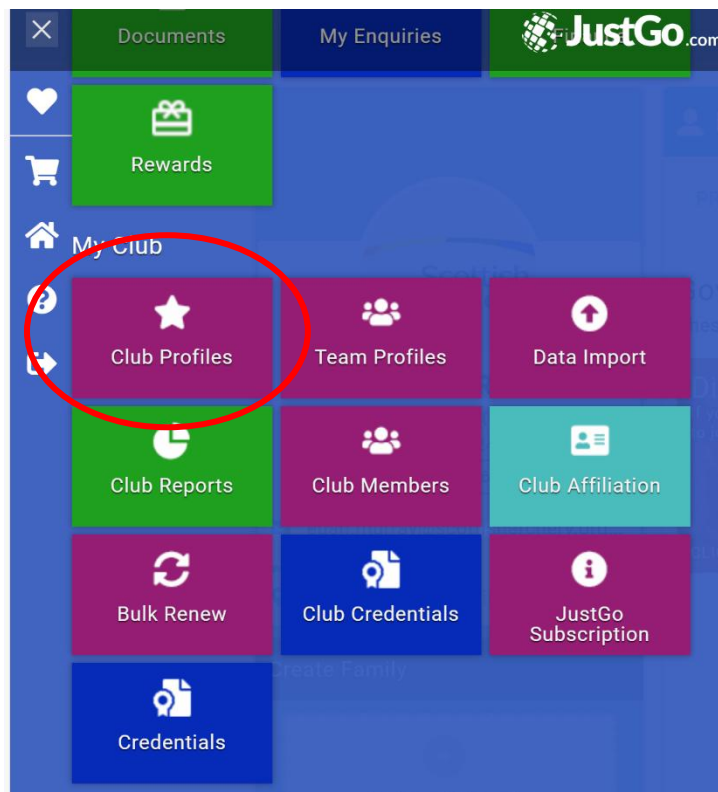 Documents My Enquiries JustGo.com
Rewards
My Club
Club Profiles Team Profiles Data Import
Club Reports Club Members Club Affiliation
Bulk Renew Club Credentials JustGo
Subscription
Create Family
Credentials